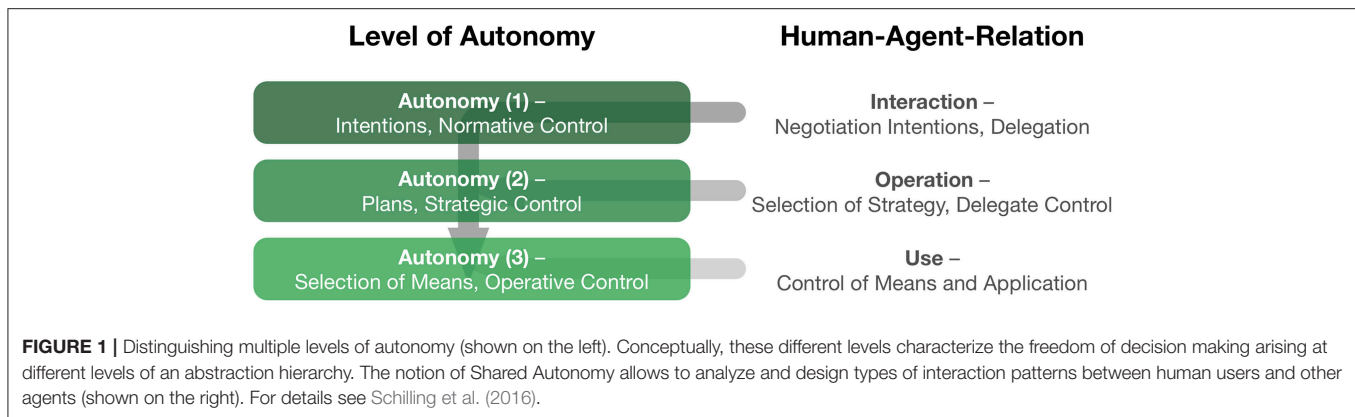 Level of Autonomy
Human-Agent-Relation
Autonomy (1) –
Intentions, Normative Control
Interaction –
Negotiation Intentions, Delegation
Autonomy (2) –
Plans, Strategic Control
Operation –
Selection of Strategy, Delegate Control
Autonomy (3) –
Selection of Means, Operative Control
Use –
Control of Means and Application
FIGURE 1 | Distinguishing multiple levels of autonomy (shown on the left). Conceptually, these different levels characterize the freedom of decision making arising at
different levels of an abstraction hierarchy. The notion of Shared Autonomy allows to analyze and design types of interaction patterns between human users and other
agents (shown on the right). For details see Schilling et al. (2016).